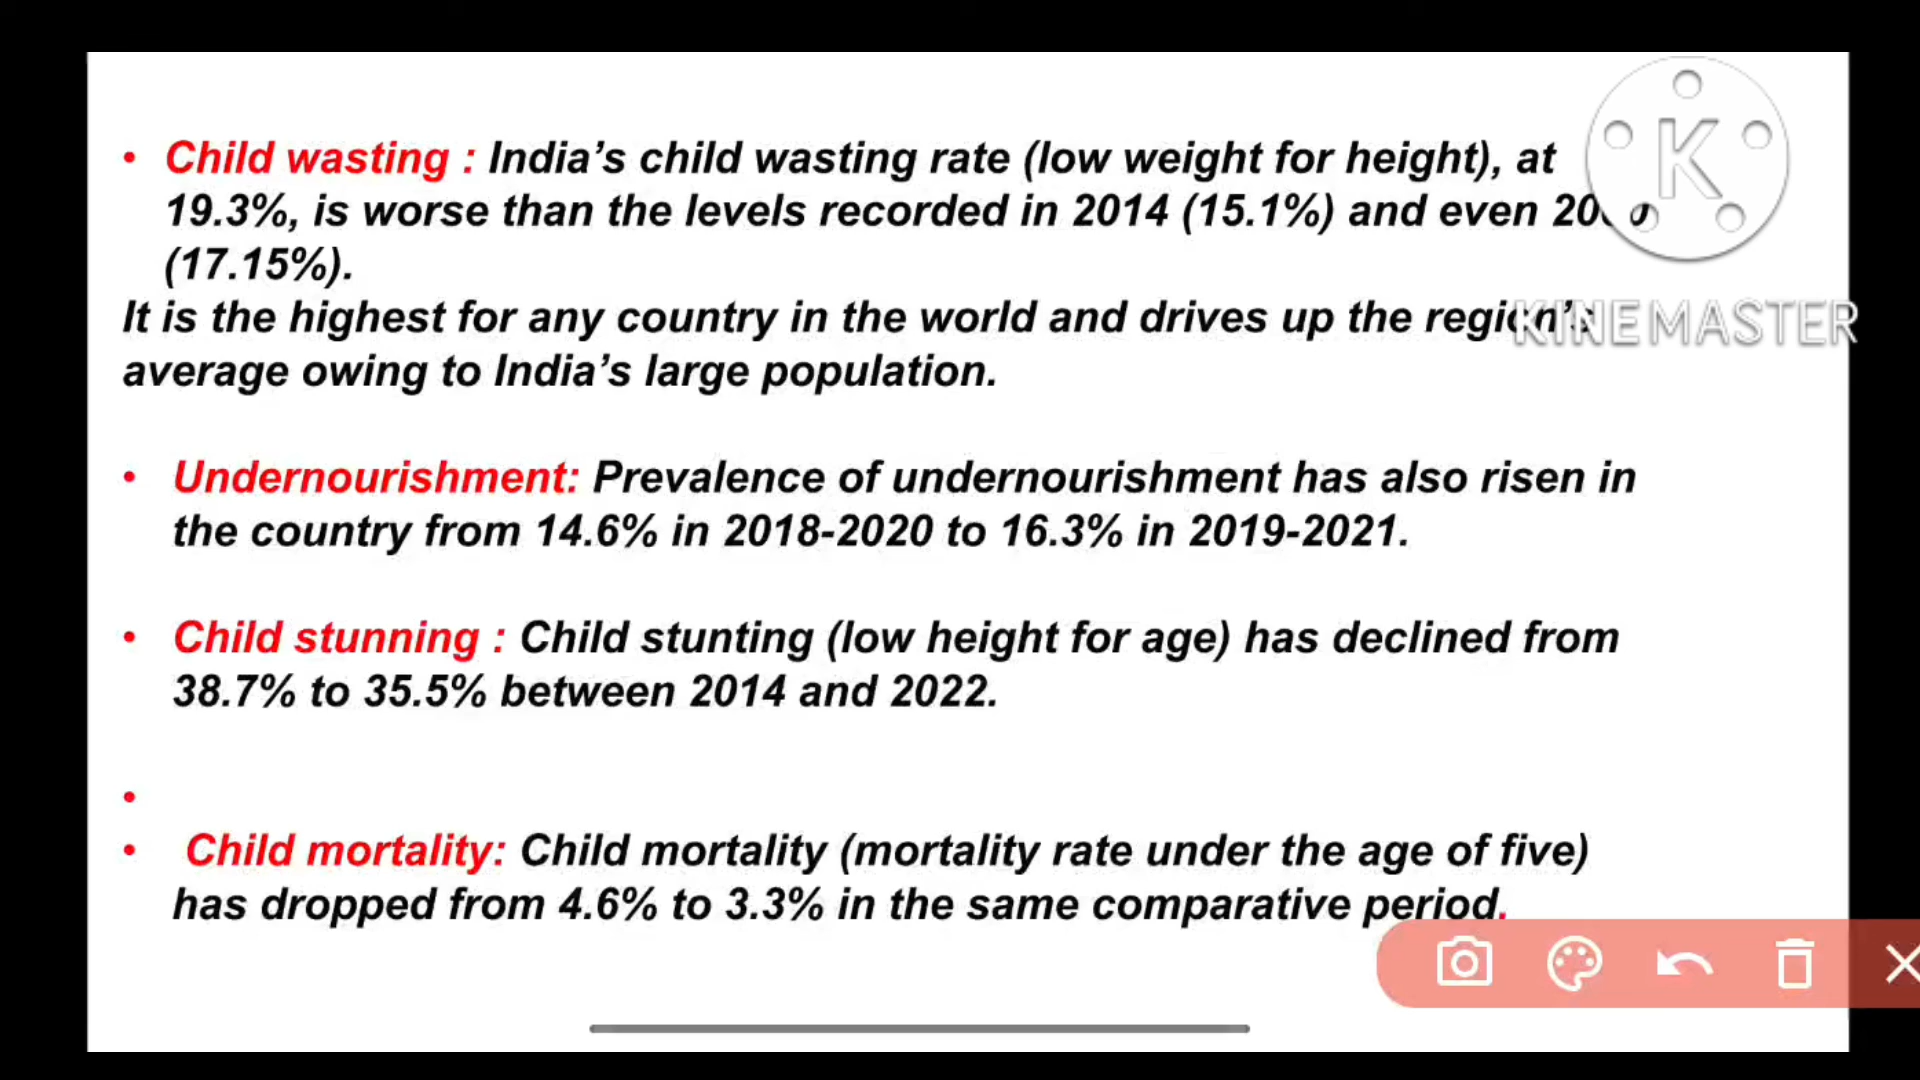 • Child wasting : India’s child wasting rate (low weight for height), at
19.3%, is worse than the levels recorded in 2014 (15.1%) and even
(17.15%).
It is the highest for any country in the world and drives up the region’s
average owing to India’s large population.
• Undernourishment: Prevalence of undernourishment has also risen in
the country from 14.6% in 2018-2020 to 16.3% in 2019-2021.
• Child stunning : Child stunting (low height for age) has declined from
38.7% to 35.5% between 2014 and 2022.
•
• Child mortality: Child mortality (mortality rate under the age of five)
has dropped from 4.6% to 3.3% in the same comparative period.
K
KINEMASTER